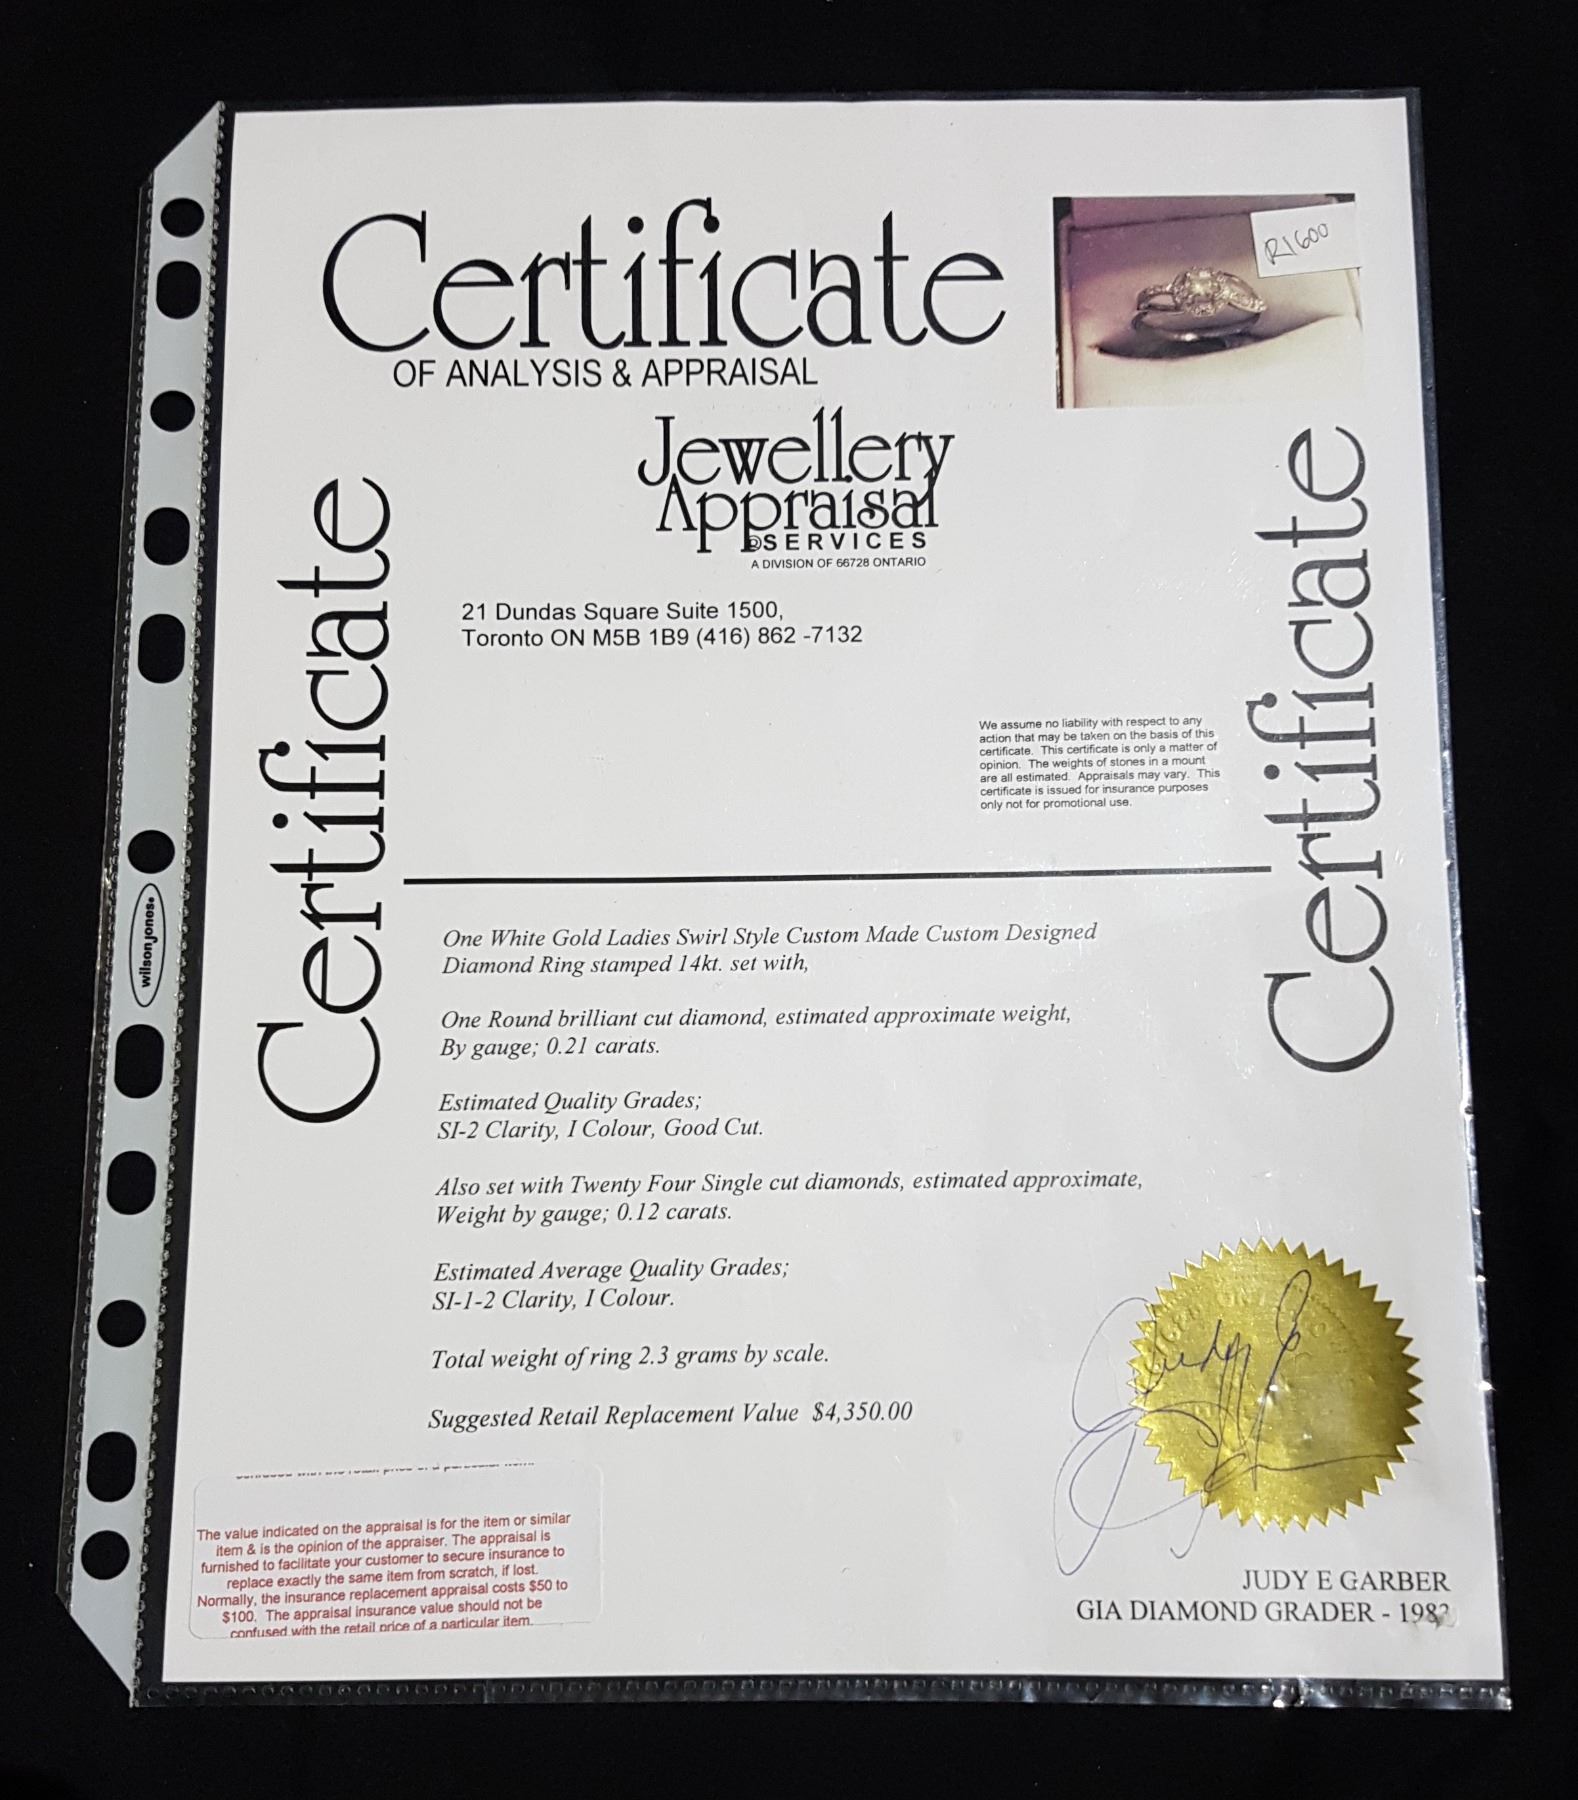 Certificate
OF ANALYSIS & APPRAISAL
R1600
Jewellery
Appraisal
SERVICES
A DIVISION OF 66728 ONTARIO
21 Dundas Square Suite 1500,
Toronto ON M5B 1B9 (416) 862 -7132
Certificate
Certificate
We assume no liability with respect to any
action that may be taken on the basis of this
certificate. This certificate is only a matter of
opinion. The weights of stones in a mount
are all estimated. Appraisals may vary. This
certificate is issued for insurance purposes
only not for promotional use.
wilsonjones
One White Gold Ladies Swirl Style Custom Made Custom Designed
Diamond Ring stamped 14kt. set with,
One Round brilliant cut diamond, estimated approximate weight,
By gauge; 0.21 carats.
Estimated Quality Grades;
SI-2 Clarity, I Colour, Good Cut.
Also set with Twenty Four Single cut diamonds, estimated approximate,
Weight by gauge; 0.12 carats.
Estimated Average Quality Grades;
SI-1-2 Clarity, I Colour.
Total weight of ring 2.3 grams by scale.
Suggested Retail Replacement Value $4,350.00
The value indicated on the appraisal is for the item or similar
item & is the opinion of the appraiser. The appraisal is
furnished to facilitate your customer to secure insurance to
replace exactly the same item from scratch, if lost.
Normally, the insurance replacement appraisal costs $50 to
$100. The appraisal insurance value should not be
confused with the retail price of a particular item.
JUDY E GARBER
GIA DIAMOND GRADER -